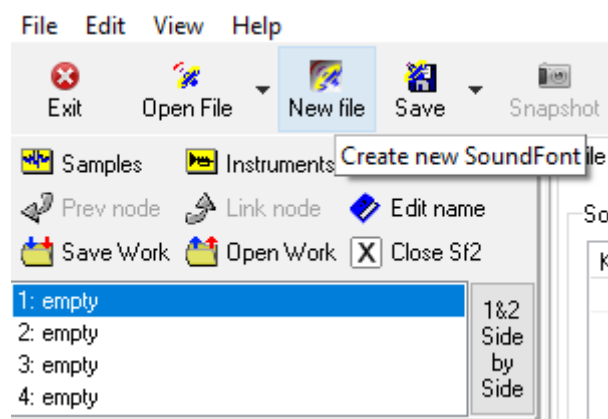 File Edit View Help
Exit Open File New file Save Snapshot
Samples Instruments Create new SoundFont ile
Prev node Link node Edit name So
Save Work Open Work X Close Sf2 K
1: empty
2: empty
3: empty
4: empty
1&2
Side
by
Side